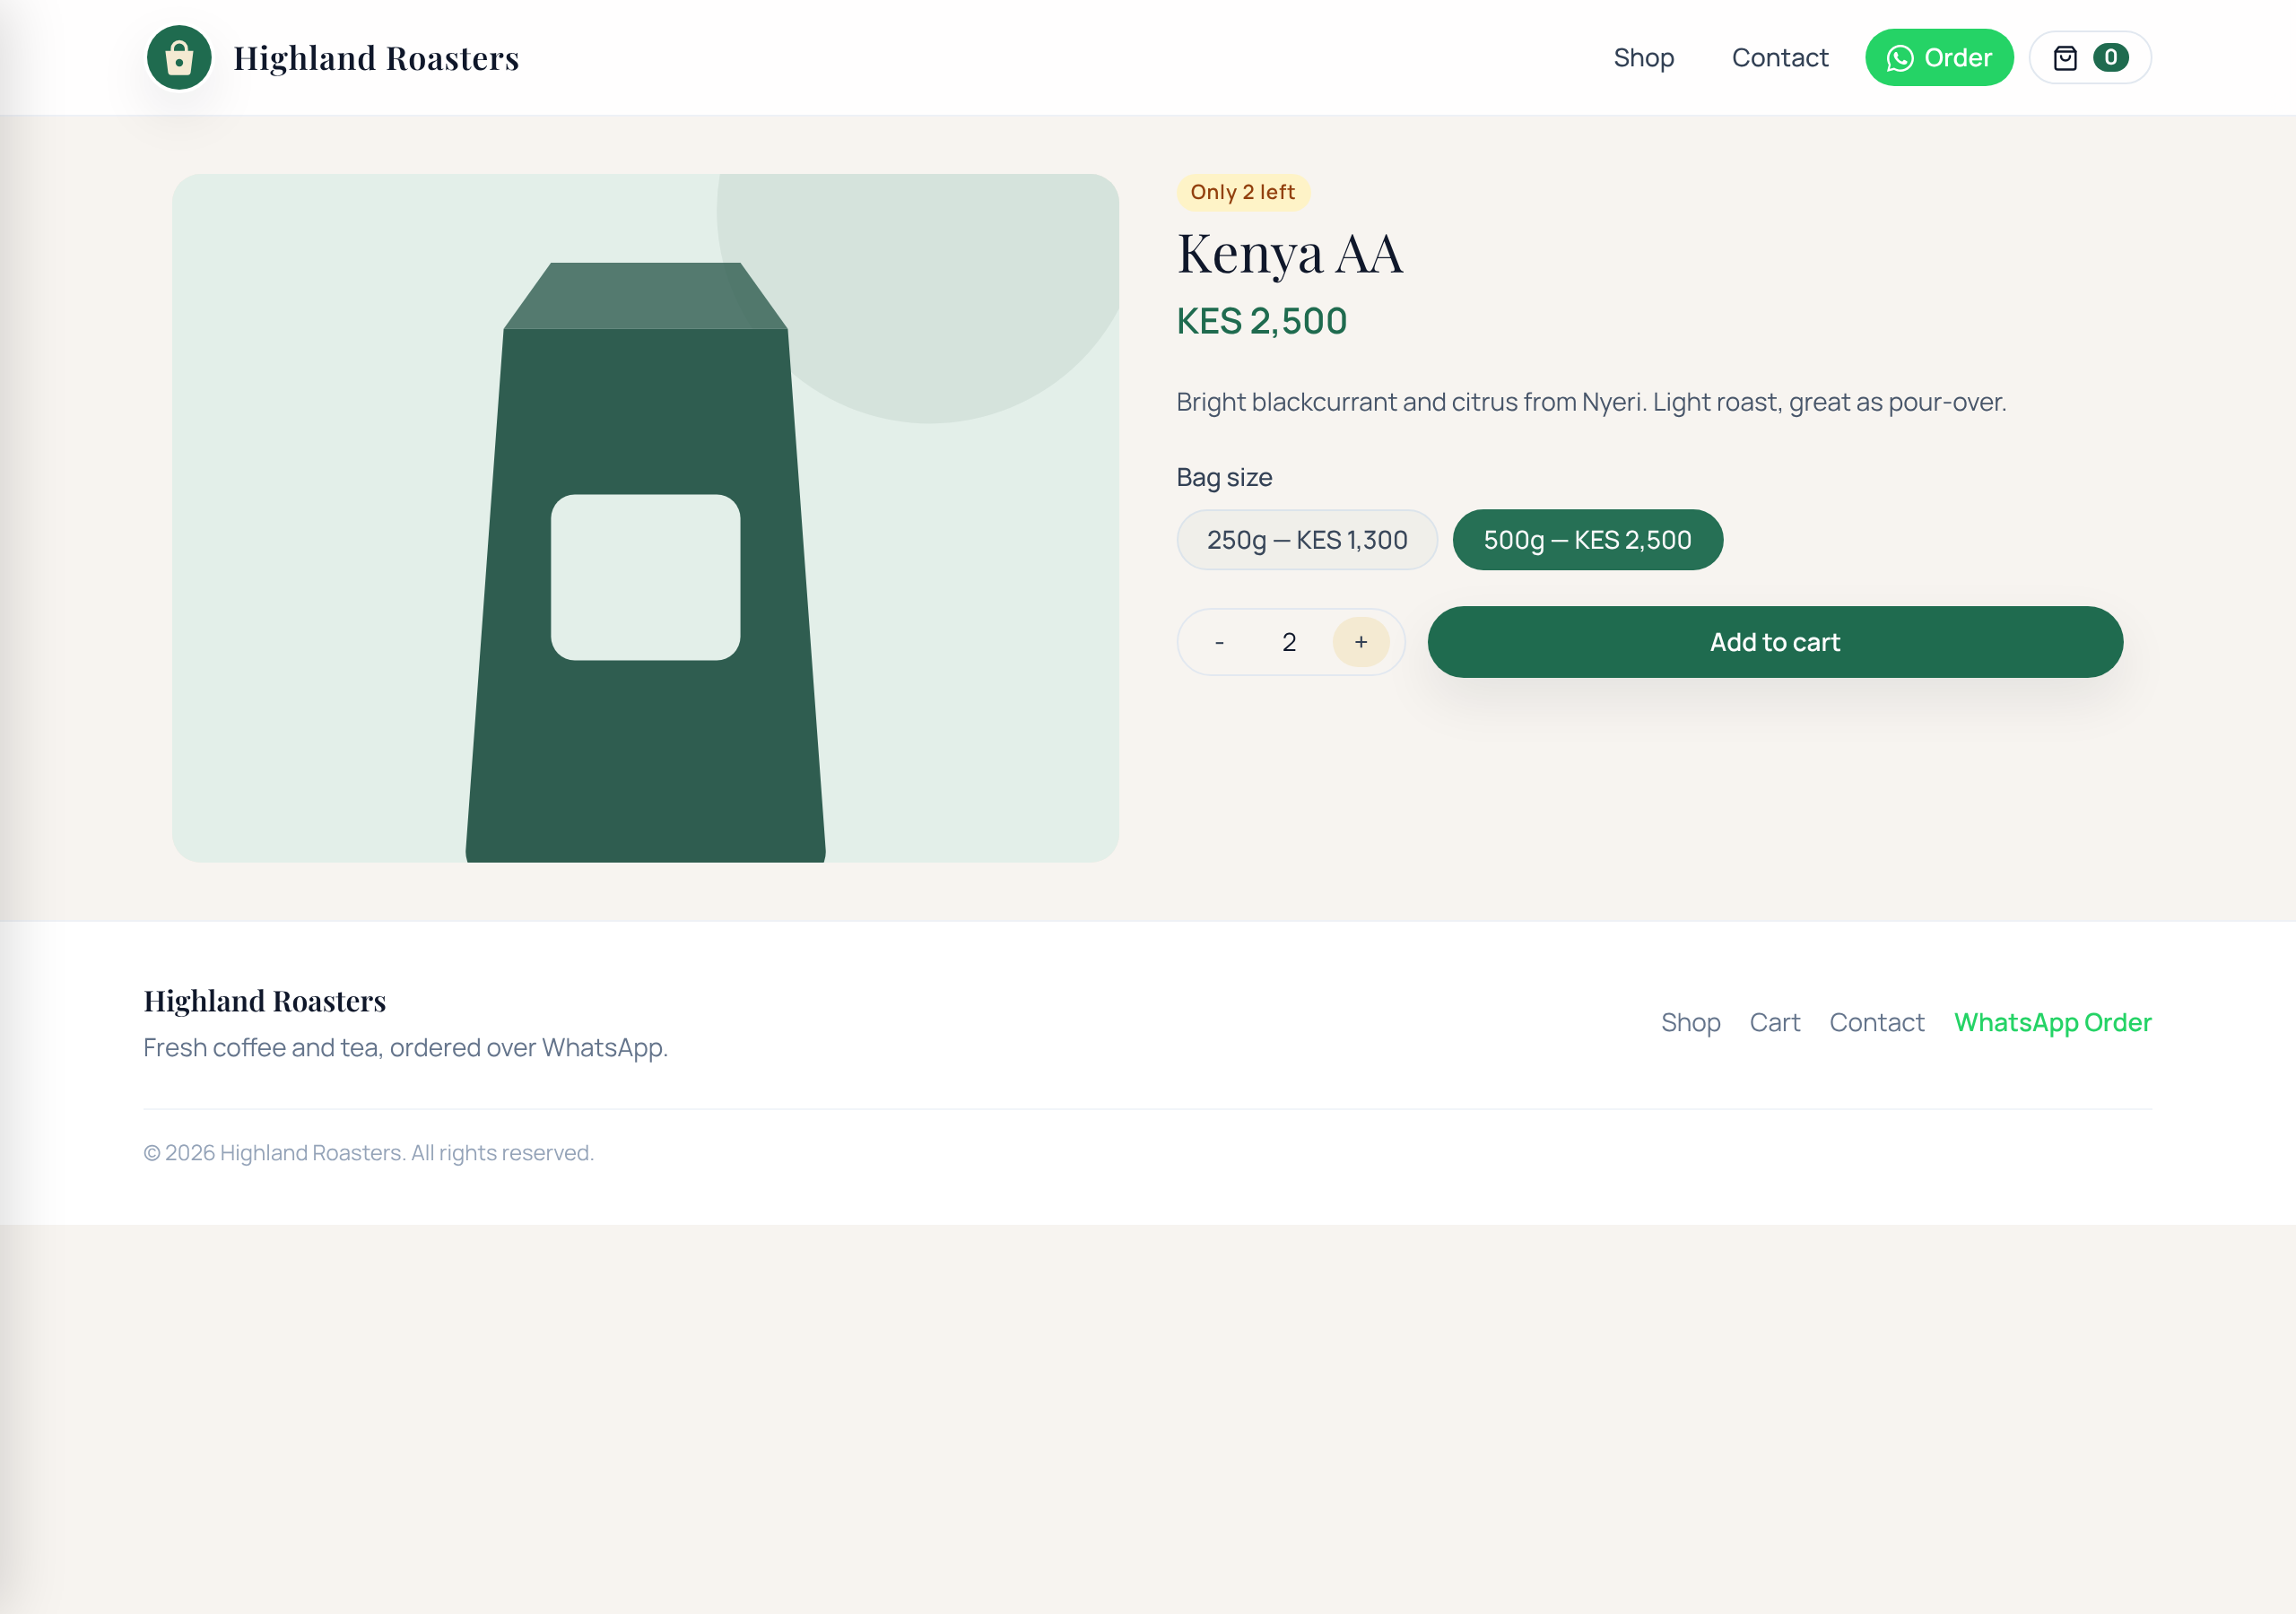 Highland Roasters
Shop Contact Order 0
Only 2 left
Kenya AA
KES 2,500
Bright blackcurrant and citrus from Nyeri. Light roast, great as pour-over.
Bag size
250g — KES 1,300 500g — KES 2,500
- 2 + Add to cart
Highland Roasters
Fresh coffee and tea, ordered over WhatsApp.
Shop Cart Contact WhatsApp Order
© 2026 Highland Roasters. All rights reserved.